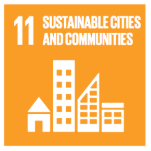 11 SUSTAINABLE CITIES
AND COMMUNITIES